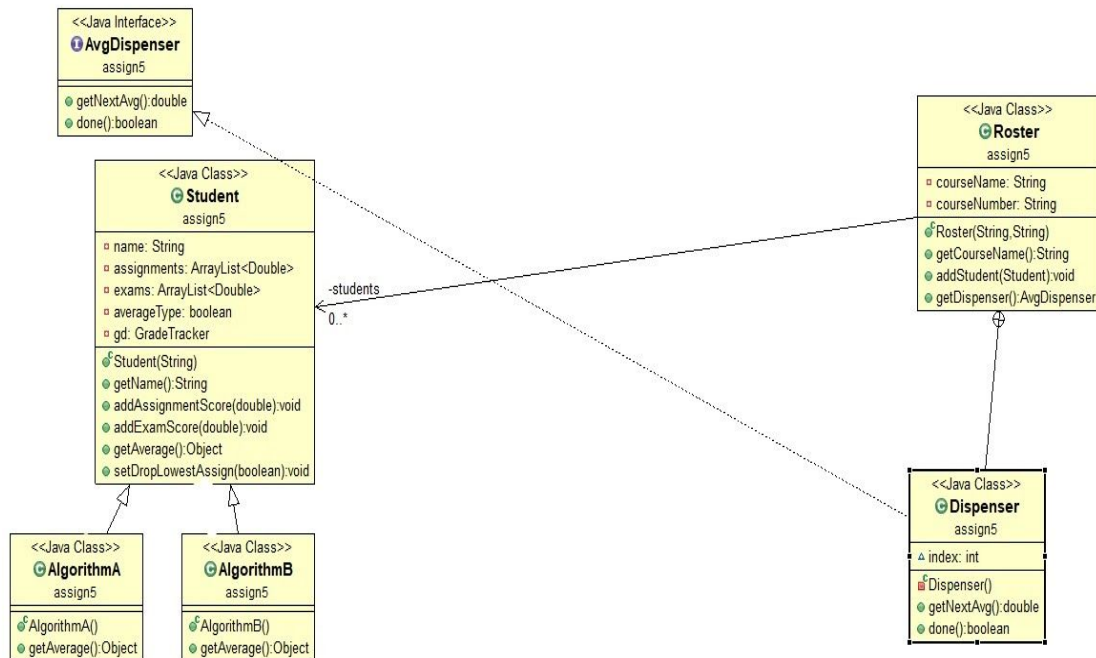 <<Java Interface>>
AvgDispenser
assign5
getNextAvg():double
done():boolean
<<Java Class>>
Student
assign5
name: String
assignments: ArrayList<Double>
exams: ArrayList<Double>
averageType: boolean
gd: GradeTracker
Student(String)
getName():String
addAssignmentScore(double):void
addExamScore(double):void
getAverage():Object
setDropLowestAssign(boolean):void
-students
0..*
<<Java Class>>
Roster
assign5
courseName: String
courseNumber: String
Roster(String,String)
getCourseName():String
addStudent(Student):void
getDispenser():AvgDispenser
<<Java Class>>
AlgorithmA
assign5
AlgorithmA()
getAverage():Object
<<Java Class>>
AlgorithmB
assign5
AlgorithmB()
getAverage():Object
<<Java Class>>
Dispenser
assign5
index: int
Dispenser()
getNextAvg():double
done():boolean